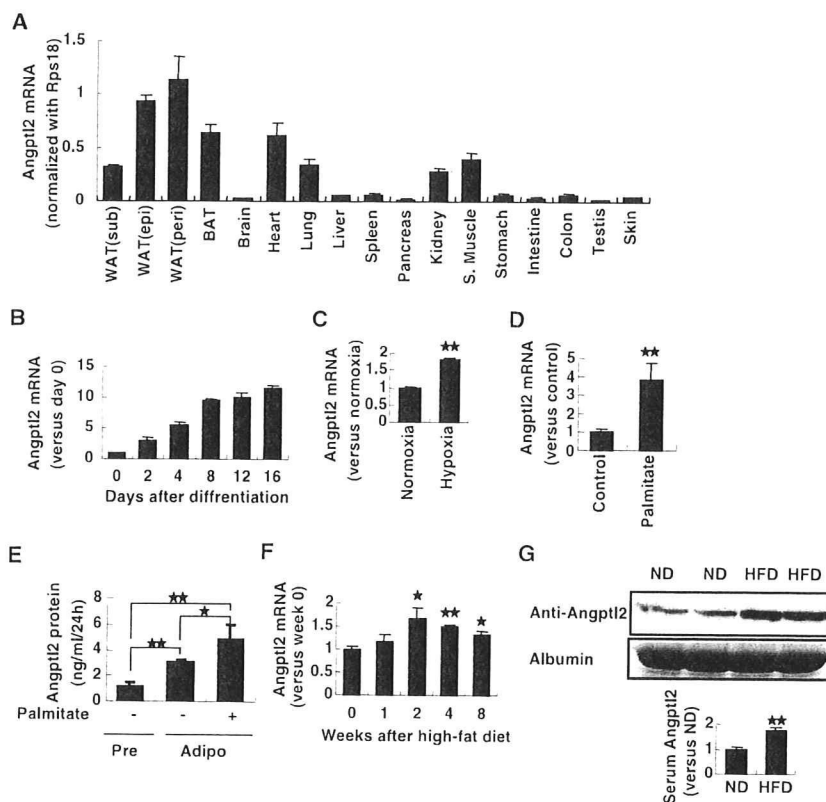 A
Angptl2 mRNA
(normalized with Rps18)
1.5
1
0.5
0
WAT(sub)
WAT(epi)
WAT(peri)
BAT
Brain
Heart
Lung
Liver
Spleen
Pancreas
Kidney
S. Muscle
Stomach
Intestine
Colon
Testis
Skin
B
Angptl2 mRNA
(versus day 0)
15
10
5
0
0 2 4 8 12 16
Days after diffrentiation
C
Angptl2 mRNA
(versus normoxia)
2
1.5
1
0.5
0
★★
Normoxia
Hypoxia
D
Angptl2 mRNA
(versus control)
5
4
3
2
1
0
★★
Control
Palmitate
E
Angptl2 protein
(ng/ml/24h)
8
6
4
2
0
★★
★★
★
Palmitate - - +
Pre Adipo
F
Angptl2 mRNA
(versus week 0)
2
1.5
1
0.5
0
★
★★
★
0 1 2 4 8
Weeks after high-fat diet
G
ND ND HFD HFD
Anti-Angptl2
Albumin
Serum Angptl2
(versus ND)
2
1
0
★★
ND HFD